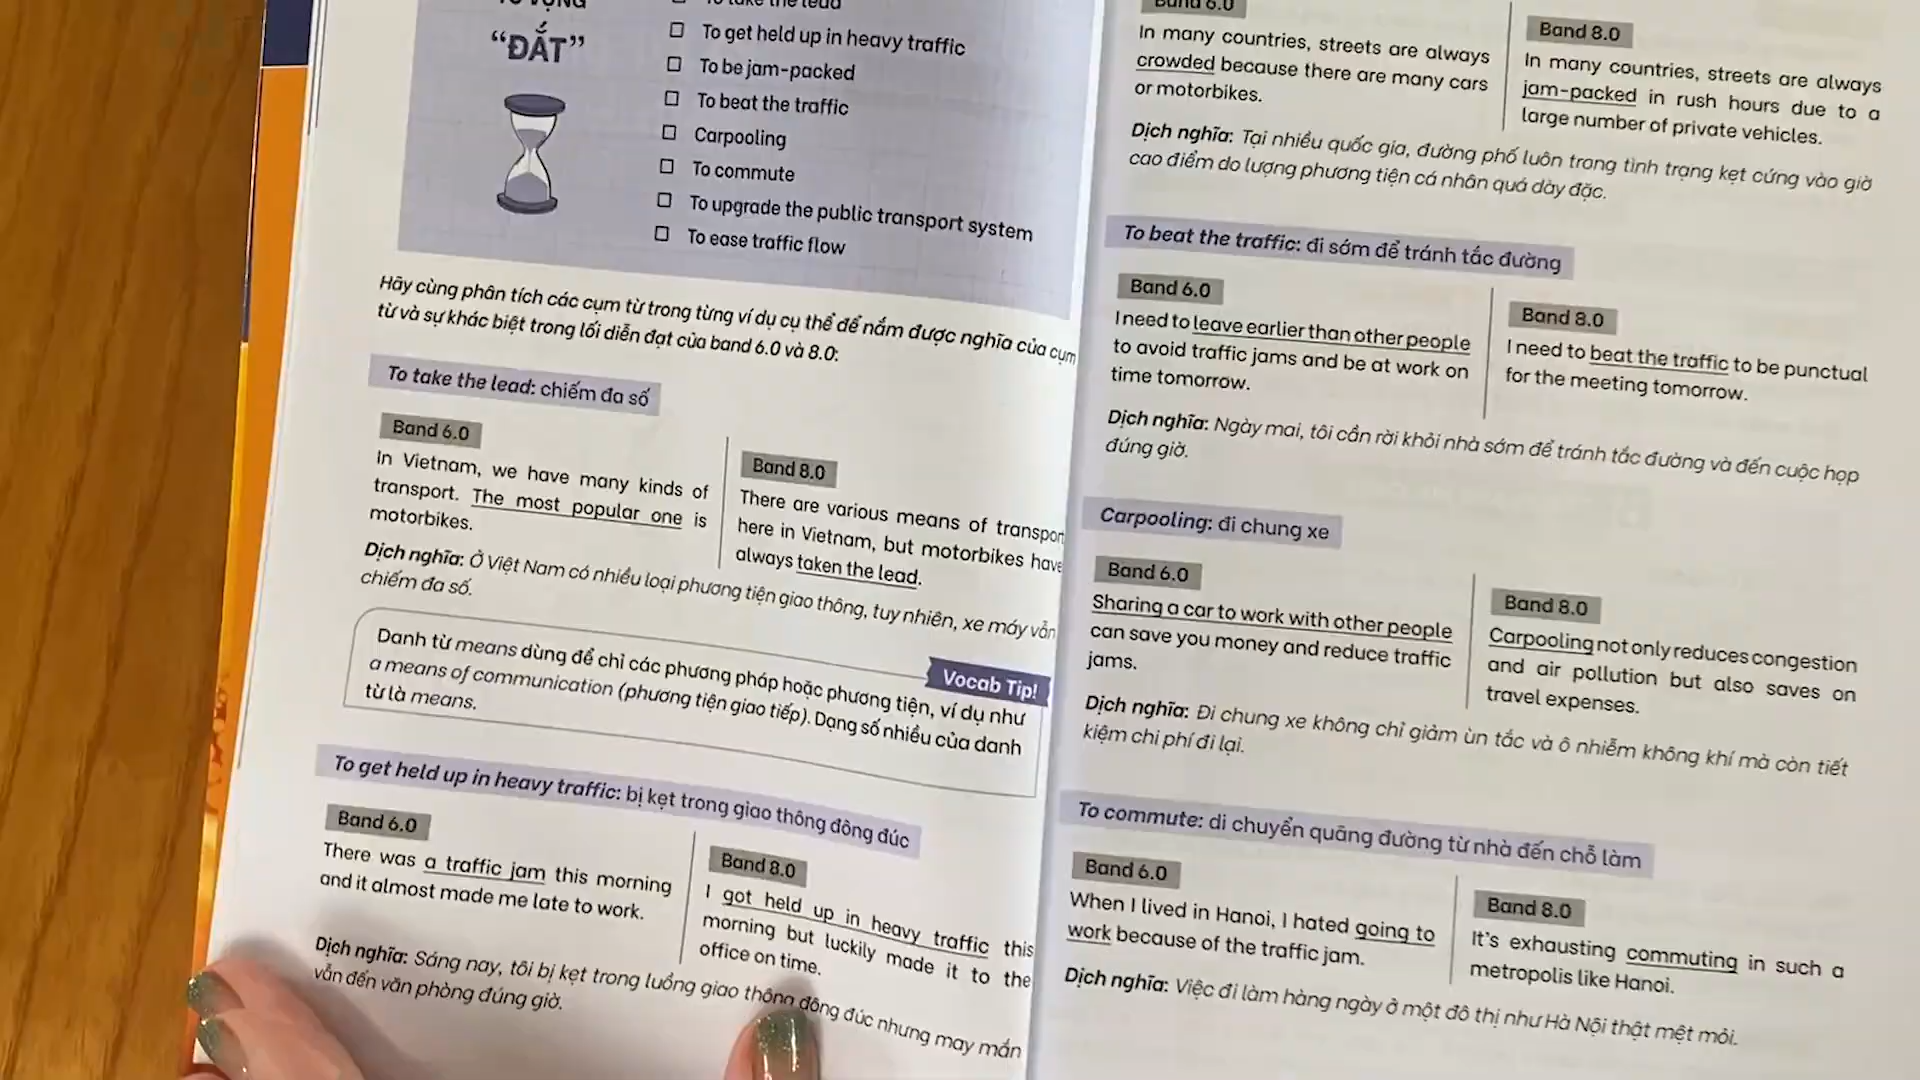 TỪ VỰNG
“ĐẮT”
To take the lead
To get held up in heavy traffic
To be jam-packed
To beat the traffic
Carpooling
To commute
To upgrade the public transport system
To ease traffic flow
Hãy cùng phân tích các cụm từ trong từng ví dụ cụ thể để nắm được nghĩa của cụm
từ và sự khác biệt trong lối diễn đạt của band 6.0 và 8.0:
To take the lead: chiếm đa số
Band 6.0
In Vietnam, we have many kinds of
transport. The most popular one is
motorbikes.
Band 8.0
There are various means of transport
here in Vietnam, but motorbikes have
always taken the lead.
Dịch nghĩa: Ở Việt Nam có nhiều loại phương tiện giao thông, tuy nhiên, xe máy vẫn
chiếm đa số.
Vocab Tip!
Danh từ means dùng để chỉ các phương pháp hoặc phương tiện, ví dụ như
a means of communication (phương tiện giao tiếp). Dạng số nhiều của danh
từ là means.
To get held up in heavy traffic: bị kẹt trong giao thông đông đúc
Band 6.0
There was a traffic jam this morning
and it almost made me late to work.
Band 8.0
I got held up in heavy traffic this
morning but luckily made it to the
office on time.
Dịch nghĩa: Sáng nay, tôi bị kẹt trong luồng giao thông đông đúc nhưng may mắn
vẫn đến văn phòng đúng giờ.
Band 6.0
In many countries, streets are always
crowded because there are many cars
or motorbikes.
Band 8.0
In many countries, streets are always
jam-packed in rush hours due to a
large number of private vehicles.
Dịch nghĩa: Tại nhiều quốc gia, đường phố luôn trong tình trạng kẹt cứng vào giờ
cao điểm do lượng phương tiện cá nhân quá dày đặc.
To beat the traffic: đi sớm để tránh tắc đường
Band 6.0
I need to leave earlier than other people
to avoid traffic jams and be at work on
time tomorrow.
Band 8.0
I need to beat the traffic to be punctual
for the meeting tomorrow.
Dịch nghĩa: Ngày mai, tôi cần rời khỏi nhà sớm để tránh tắc đường và đến cuộc họp
đúng giờ.
Carpooling: đi chung xe
Band 6.0
Sharing a car to work with other people
can save you money and reduce traffic
jams.
Band 8.0
Carpooling not only reduces congestion
and air pollution but also saves on
travel expenses.
Dịch nghĩa: Đi chung xe không chỉ giảm ùn tắc và ô nhiễm không khí mà còn tiết
kiệm chi phí đi lại.
To commute: di chuyển quãng đường từ nhà đến chỗ làm
Band 6.0
When I lived in Hanoi, I hated going to
work because of the traffic jam.
Band 8.0
It’s exhausting commuting in such a
metropolis like Hanoi.
Dịch nghĩa: Việc đi làm hàng ngày ở một đô thị như Hà Nội thật mệt mỏi.